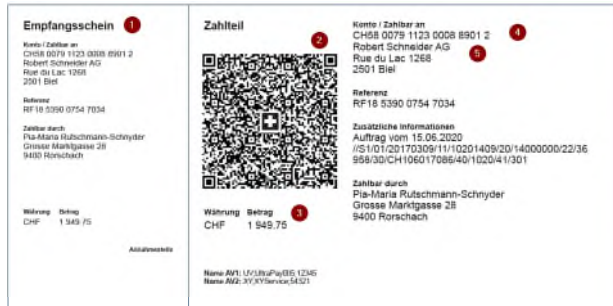 Empfangsschein
1
Konto / Zahlbar an
CH58 0079 1123 0008 8901 2
Robert Schneider AG
Rue du Lac 1268
2501 Biel
Referenz
RF18 5390 0754 7034
Zahlbar durch
Pia-Maria Rutschmann-Schnyder
Grosse Marktgasse 28
9400 Rorschach
Währung Betrag
CHF 1 949.75
Annahmestelle
Zahlteil
2
Währung Betrag
3
CHF 1 949.75
Name AV1: UV;UltraPay005;12345
Name AV2: XY;XYService;54321
Konto / Zahlbar an
CH58 0079 1123 0008 8901 2
4
Robert Schneider AG
5
Rue du Lac 1268
2501 Biel
Referenz
RF18 5390 0754 7034
Zusätzliche Informationen
Auftrag vom 15.06.2020
//S1/01/20170309/11/10201409/20/14000000/22/36
958/30/CH106017086/40/1020/41/301
Zahlbar durch
Pia-Maria Rutschmann-Schnyder
Grosse Marktgasse 28
9400 Rorschach